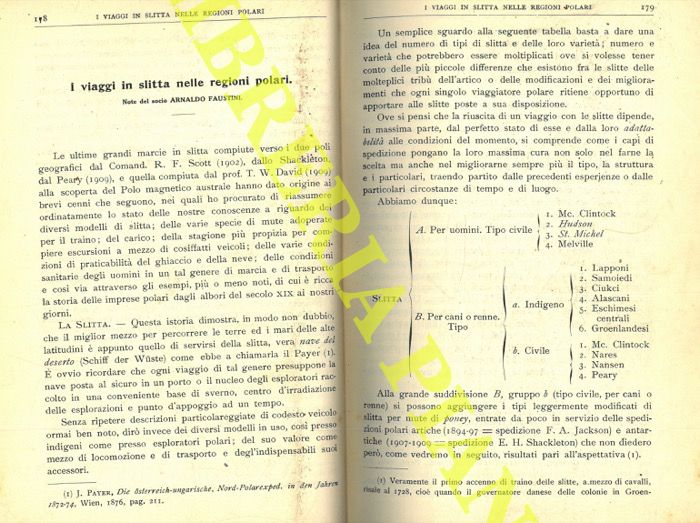 158
I VIAGGI IN SLITTA NELLE REGIONI POLARI
I viaggi in slitta nelle regioni polari.
Note del socio ARNALDO FAUSTINI.
Le ultime grandi marcie in slitta compiute verso i due poli
geografici dal Comand. R. F. Scott (1902), dallo Shackleton,
dal Peary (1909), e quella compiuta dal prof. T. W. David (1909)
alla scoperta del Polo magnetico australe hanno dato origine ai
brevi cenni che seguono, nei quali ho procurato di riassumere
ordinatamente lo stato delle nostre conoscenze a riguardo dei
diversi modelli di slitta; delle varie specie di mute adoperate
per il traino; del carico; della stagione più propizia per com-
piere escursioni a mezzo di cosiffatti veicoli; delle varie condi-
zioni di praticabilità del ghiaccio e della neve; delle condizioni
sanitarie degli uomini in un tal genere di marcia e di trasporto
e così via attraverso gli esempi, più o meno noti, di cui è ricca
la storia delle imprese polari dagli albori del secolo XIX ai nostri
giorni.
LA SLITTA. — Questa istoria dimostra, in modo non dubbio,
che il miglior mezzo per percorrere le terre ed i mari delle alte
latitudini è appunto quello di servirsi della slitta, vera nave del
deserto (Schiff der Wüste) come ebbe a chiamarla il Payer (1).
È ovvio ricordare che ogni viaggio di tal genere presuppone la
nave posta al sicuro in un porto o il nucleo degli esploratori rac-
colto in una conveniente base di sverno, centro d'irradiazione
delle esplorazioni e punto d'appoggio ad un tempo.
Senza ripetere descrizioni particolareggiate di codesto veicolo
ormai ben noto, dirò invece dei diversi modelli in uso, così presso
indigeni come presso esploratori polari; del suo valore come
mezzo di locomozione e di trasporto e degl'indispensabili suoi
accessori.
(1) J. PAYER, Die österreich-ungarische, Nord-Polarexped. in den Jahren
1872-74, Wien, 1876, pag. 211.
I VIAGGI IN SLITTA NELLE REGIONI POLARI
179
Un semplice sguardo alla seguente tabella basta a dare una
idea del numero di tipi di slitta e delle loro varietà; numero e
varietà che potrebbero essere moltiplicati ove si volesse tener
conto delle più piccole differenze che esistono fra le slitte delle
molteplici tribù dell'artico o delle modificazioni e dei migliora-
menti che ogni singolo viaggiatore polare ritiene opportuno di
apportare alle slitte poste a sua disposizione.
Ove si pensi che la riuscita di un viaggio con le slitte dipende,
in massima parte, dal perfetto stato di esse e dalla loro adatta-
bilità alle condizioni del momento, si comprende come i capi di
spedizione pongano la loro massima cura non solo nel farne la
scelta ma anche nel migliorarne sempre più il tipo, la struttura
e i particolari, traendo partito dalle precedenti esperienze o dalle
particolari circostanze di tempo e di luogo.
Abbiamo dunque:
SLITTA
A. Per uomini. Tipo civile
1. Mc. Clintock
2. Hudson
3. St. Michel
4. Melville
B. Per cani o renne.
Tipo
a. Indigeno
1. Lapponi
2. Samoiedi
3. Ciukci
4. Alascani
5. Eschimesi
centrali
6. Groenlandesi
b. Civile
1. Mc. Clintock
2. Nares
3. Nansen
4. Peary
Alla grande suddivisione B, gruppo b (tipo civile, per cani o
renne) si possono aggiungere i tipi leggermente modificati di
slitta per mute di poney, entrate da poco in servizio delle spedi-
zioni polari artiche (1894-97 = spedizione F. A. Jackson) e antar-
tiche (1907-1909 = spedizione E. H. Shackleton) che non diedero
però, come vedremo in seguito, risultati pari all'aspettativa (1).
(1) Veramente il primo accenno di traino delle slitte, a mezzo di cavalli,
risale al 1728, cioè quando il governatore danese delle colonie in Groen-